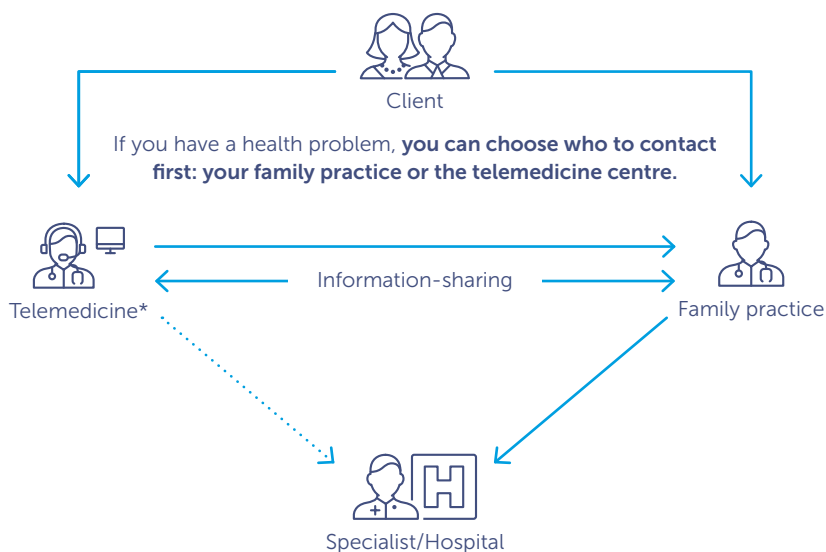 Client
If you have a health problem, you can choose who to contact
first: your family practice or the telemedicine centre.
Information-sharing
Telemedicine*
Family practice
H
Specialist/Hospital